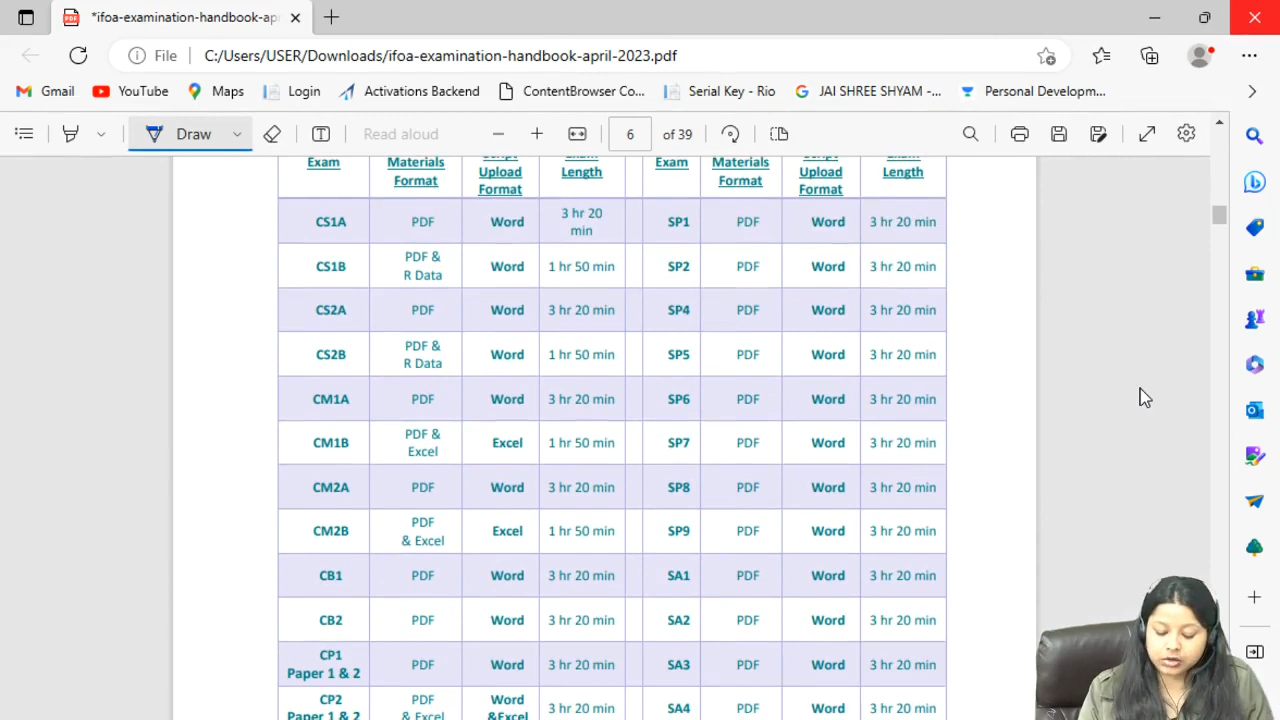 *ifoa-examination-handbook-ap
File
C:/Users/USER/Downloads/ifoa-examination-handbook-april-2023.pdf
Gmail
YouTube
Maps
Login
Activations Backend
ContentBrowser Co...
Serial Key - Rio
JAI SHREE SHYAM -...
Personal Developm...
Draw
Read aloud
6 of 39
Exam
Materials
Format
Script
Upload
Format
Exam
Length
Exam
Materials
Format
Script
Upload
Format
Exam
Length
CS1A PDF Word 3 hr 20
min
SP1 PDF Word 3 hr 20 min
CS1B PDF &
R Data
Word 1 hr 50 min SP2 PDF Word 3 hr 20 min
CS2A PDF Word 3 hr 20 min SP4 PDF Word 3 hr 20 min
CS2B PDF &
R Data
Word 1 hr 50 min SP5 PDF Word 3 hr 20 min
CM1A PDF Word 3 hr 20 min SP6 PDF Word 3 hr 20 min
CM1B PDF &
Excel
Excel 1 hr 50 min SP7 PDF Word 3 hr 20 min
CM2A PDF Word 3 hr 20 min SP8 PDF Word 3 hr 20 min
CM2B PDF
& Excel
Excel 1 hr 50 min SP9 PDF Word 3 hr 20 min
CB1 PDF Word 3 hr 20 min SA1 PDF Word 3 hr 20 min
CB2 PDF Word 3 hr 20 min SA2 PDF Word 3 hr 20 min
CP1
Paper 1 & 2
PDF Word 3 hr 20 min SA3 PDF Word 3 hr 20 min
CP2
Paper 1 & 2
PDF
& Excel
Word
&Excel
3 hr 20 min SA4 PDF Word 3 hr 20 min